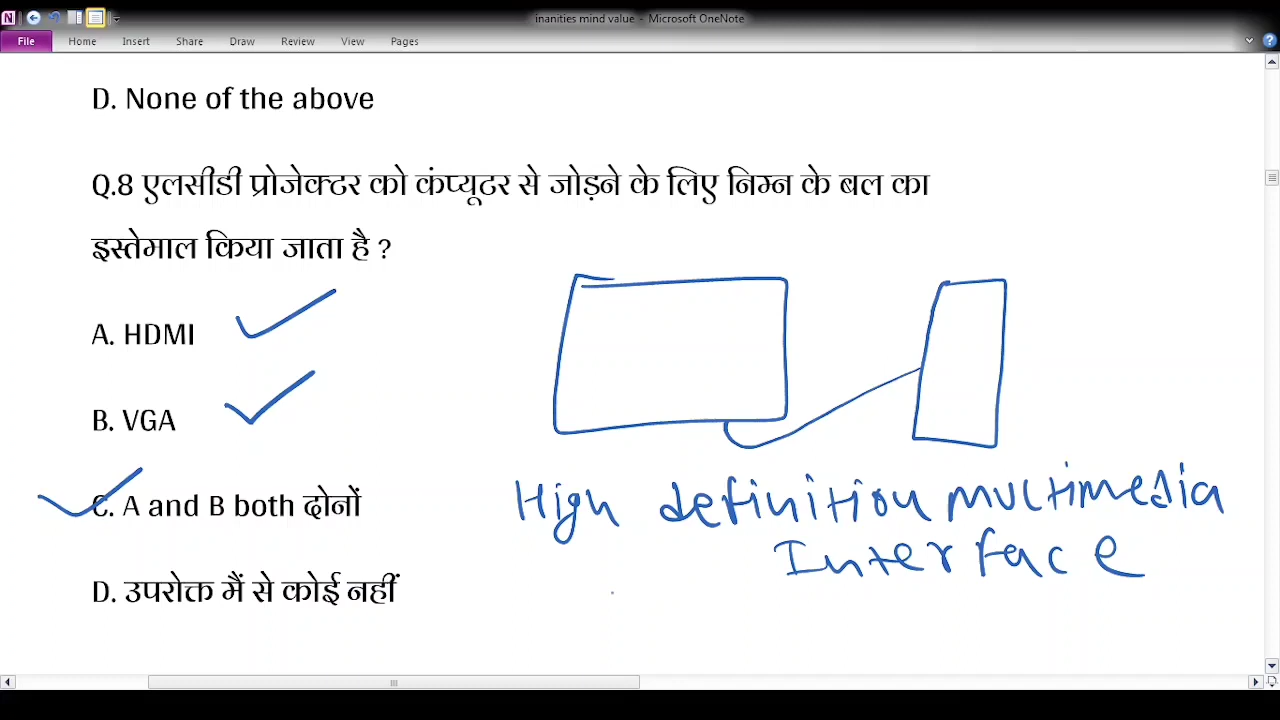 inanities mind value - Microsoft OneNote
File Home Insert Share Draw Review View Pages
D. None of the above
Q.8 एलसीडी प्रोजेक्टर को कंप्यूटर से जोड़ने के लिए निम्न के बल का
इस्तेमाल किया जाता है ?
A. HDMI
B. VGA
C. A and B both दोनों
High definition multimedia
Interface
D. उपरोक्त मैं से कोई नहीं